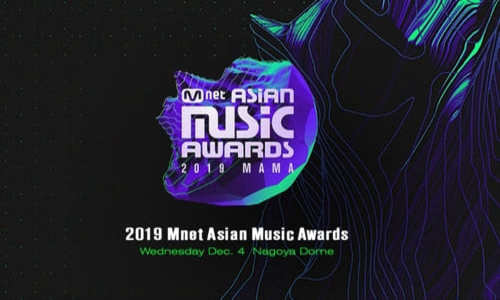 Mnet ASIAN
MUSIC
AWARDS
2019 MAMA
2019 Mnet Asian Music Awards
Wednesday Dec. 4 Nagoya Dome